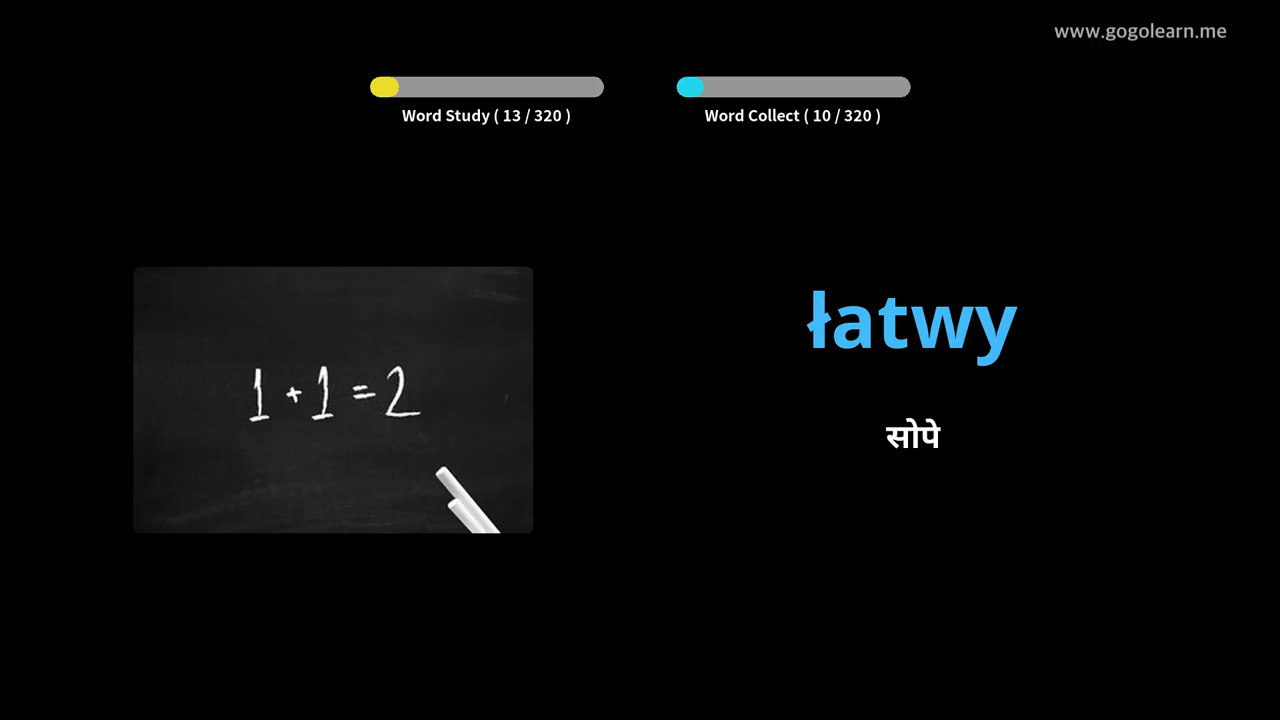 www.gogolearn.me
Word Study ( 13 / 320 )
Word Collect ( 10 / 320 )
1 + 1 = 2
łatwy
सोपे